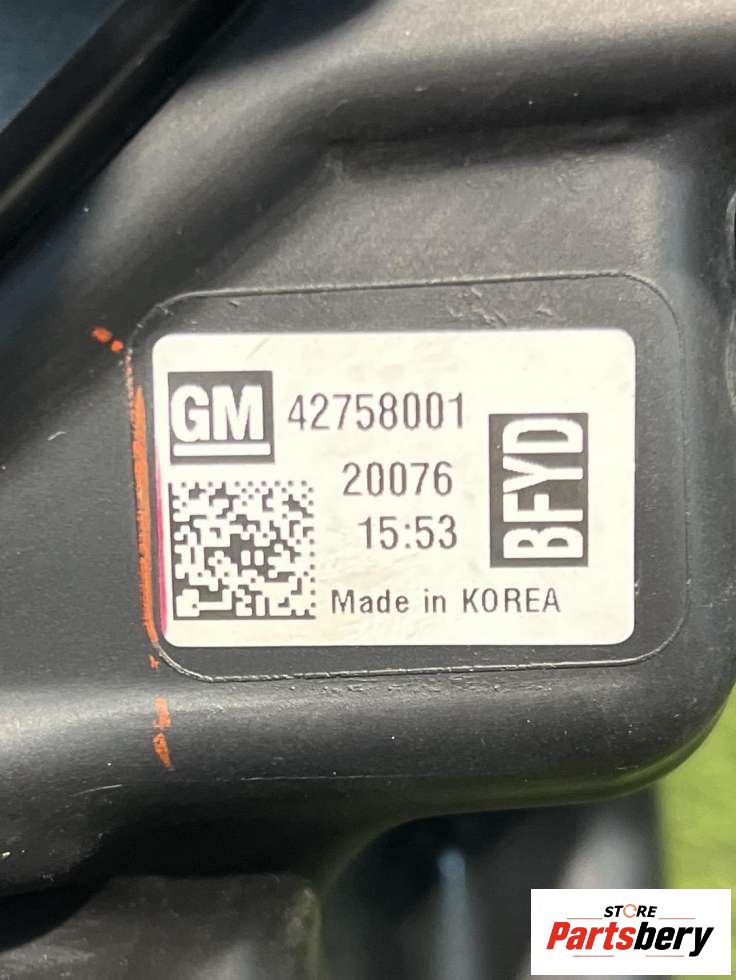 GM 42758001
20076
15:53
BFYD
Made in KOREA
STORE
Partsbery